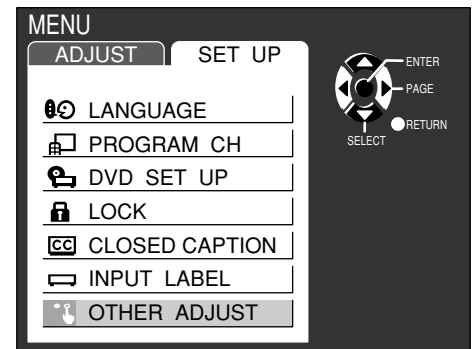 MENU
ADJUST SET UP
LANGUAGE
PROGRAM CH
DVD SET UP
LOCK
CC CLOSED CAPTION
INPUT LABEL
OTHER ADJUST
ENTER
PAGE
RETURN
SELECT